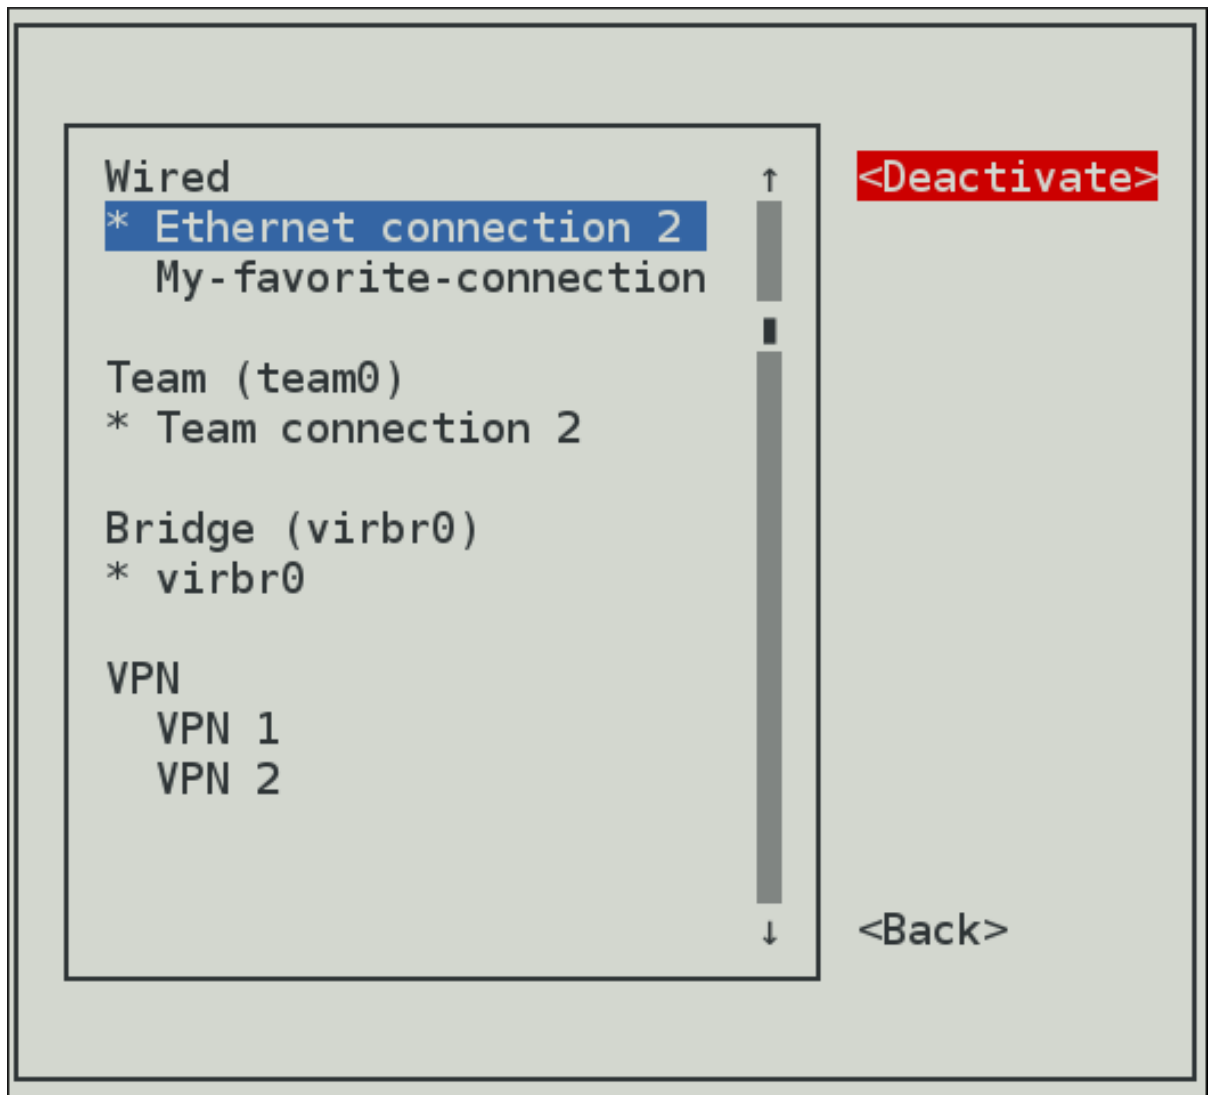 Wired
* Ethernet connection 2
My-favorite-connection
Team (team0)
* Team connection 2
Bridge (virbr0)
* virbr0
VPN
VPN 1
VPN 2
↑
↓
<Deactivate>
<Back>